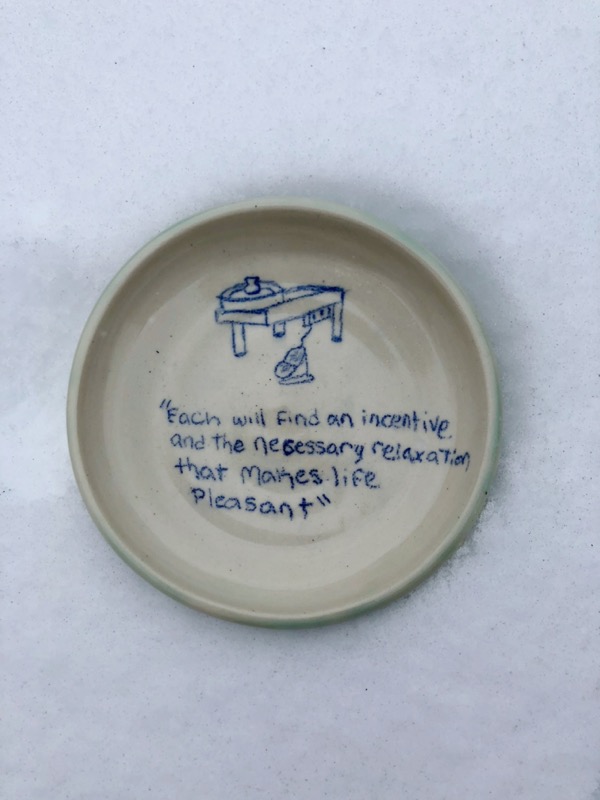 "Each will find an incentive
and the necessary relaxation
that makes life
Pleasant"